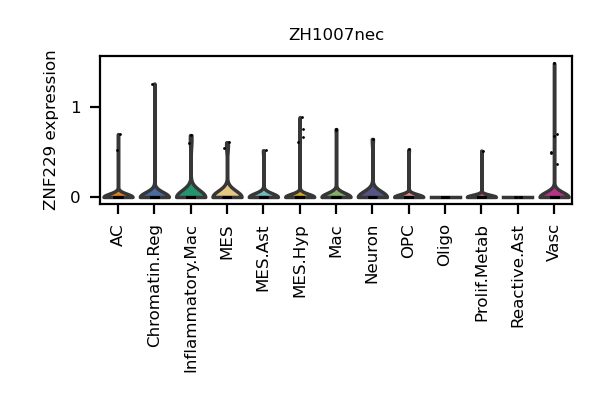 ZH1007nec
ZNF229 expression
1
0
AC
Chromatin.Reg
Inflammatory.Mac
MES
MES.Ast
MES.Hyp
Mac
Neuron
OPC
Oligo
Prolif.Metab
Reactive.Ast
Vasc